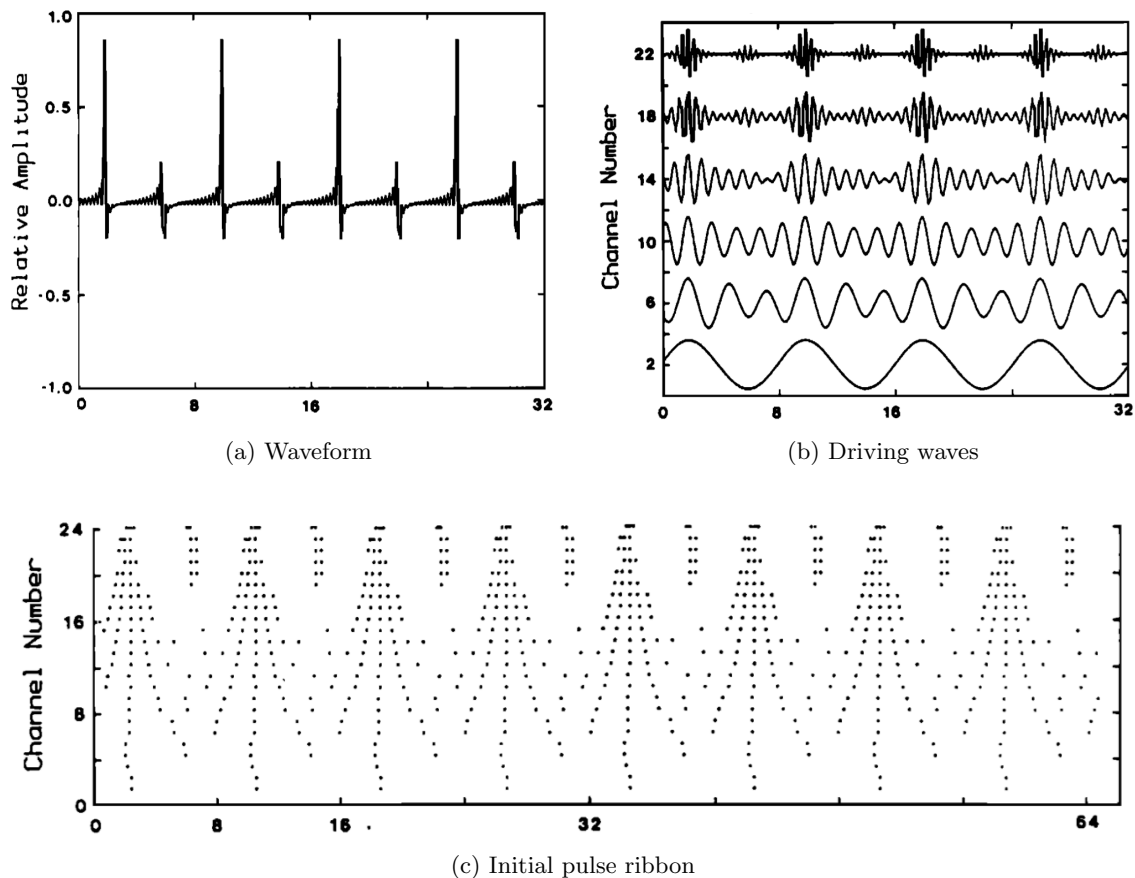 1.0
0.5
0.0
-0.5
-1.0
Relative Amplitude
0 8 16 32
(a) Waveform
22
18
14
10
6
2
Channel Number
0 8 16 32
(b) Driving waves
24
16
8
0
Channel Number
0 8 16 32 64
(c) Initial pulse ribbon